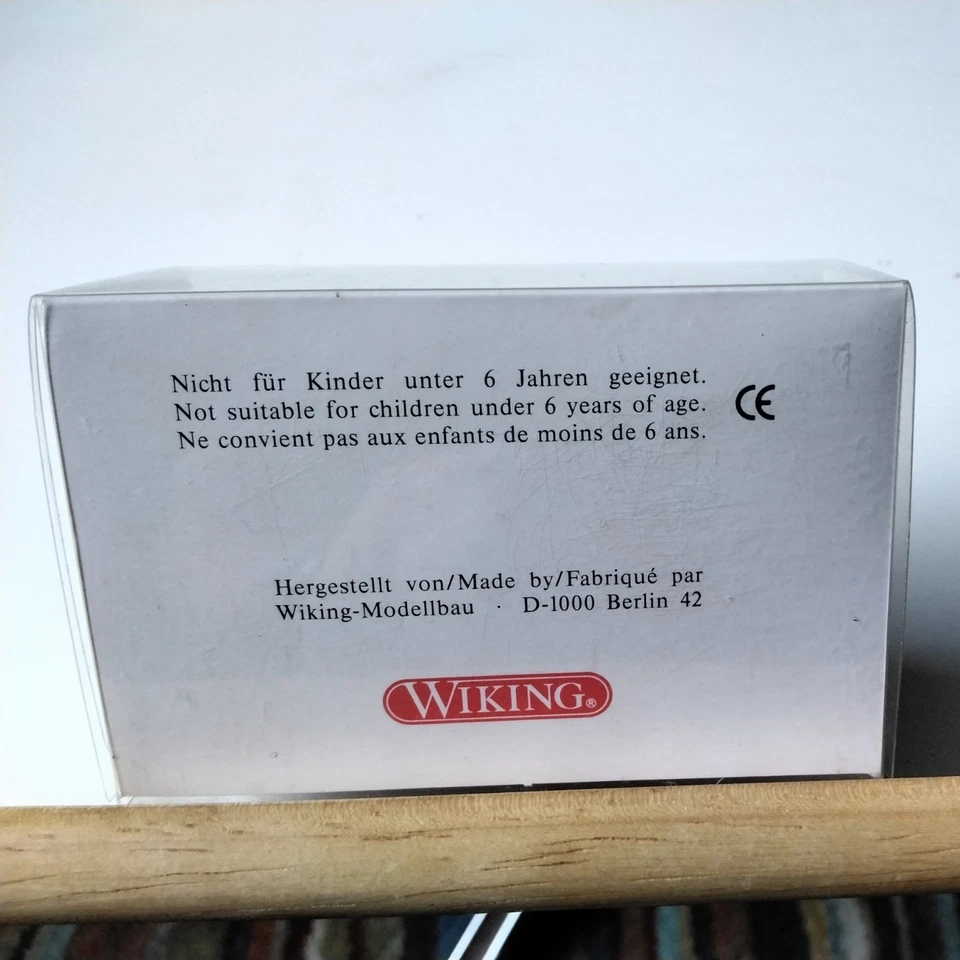 Nicht für Kinder unter 6 Jahren geeignet.
Not suitable for children under 6 years of age.
Ne convient pas aux enfants de moins de 6 ans.
CE
Hergestellt von/Made by/Fabriqué par
Wiking-Modellbau · D-1000 Berlin 42
WIKING®